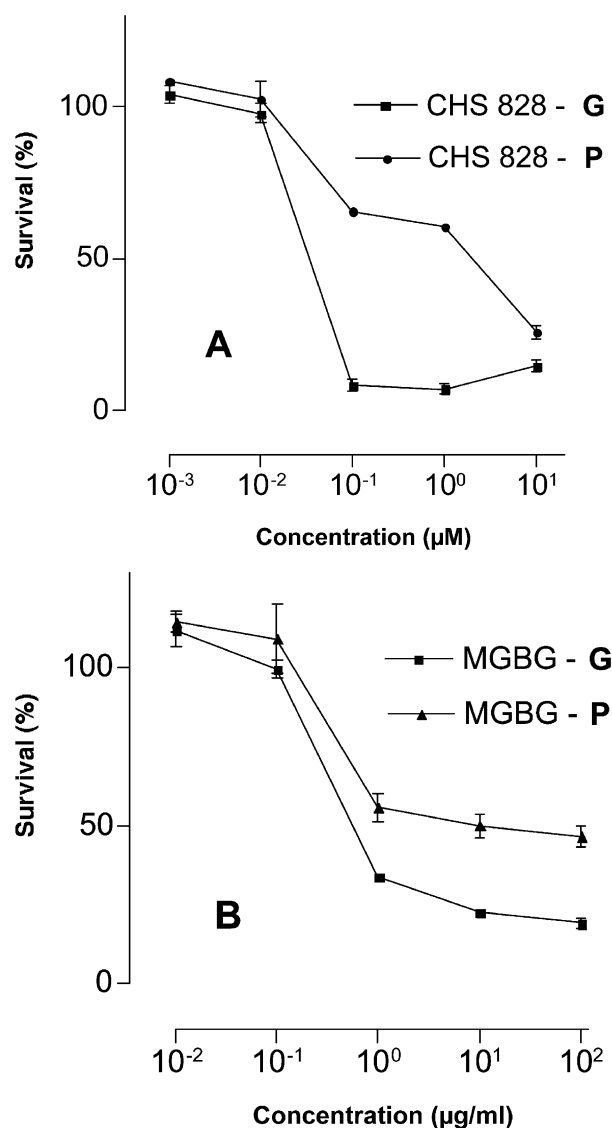 100
50
0
Survival (%)
CHS 828 - G
CHS 828 - P
A
10⁻³ 10⁻² 10⁻¹ 10⁰ 10¹
Concentration (µM)
100
50
0
Survival (%)
MGBG - G
MGBG - P
B
10⁻² 10⁻¹ 10⁰ 10¹ 10²
Concentration (µg/ml)